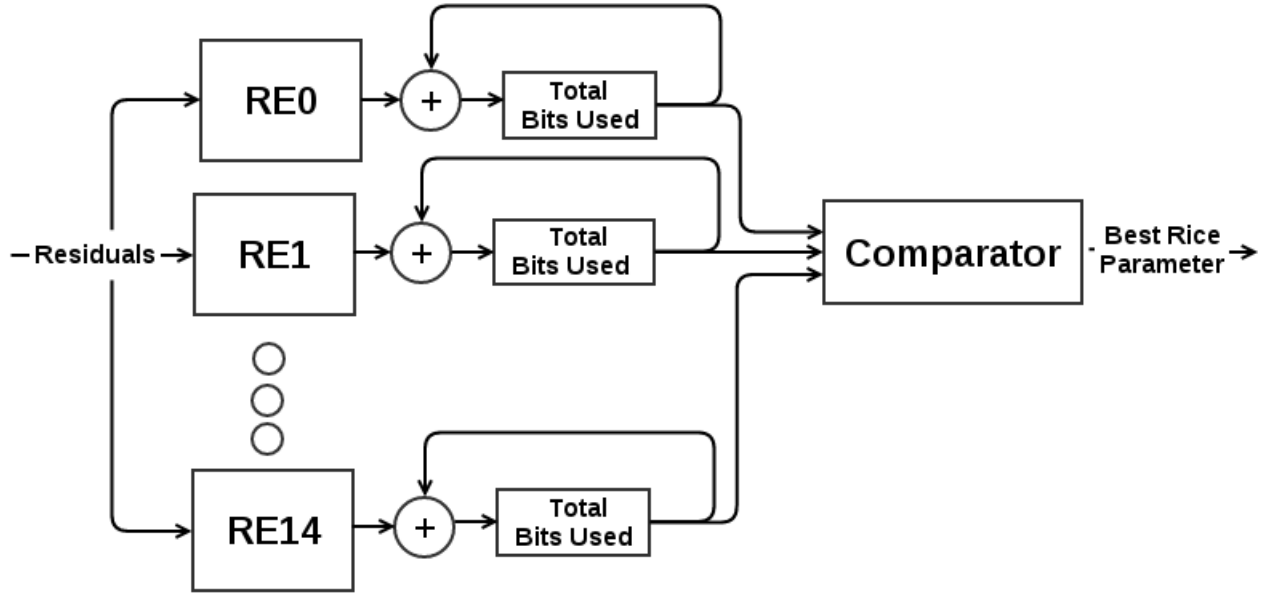 RE0
+
Total
Bits Used
Residuals
RE1
+
Total
Bits Used
Comparator
Best Rice
Parameter
RE14
+
Total
Bits Used